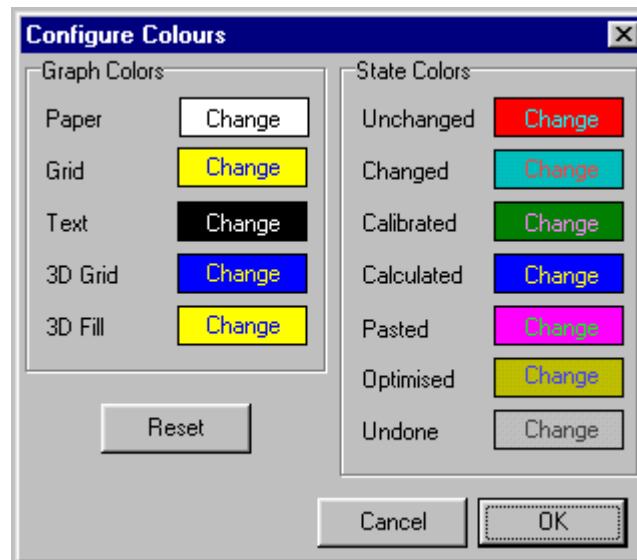 Configure Colours
Graph Colors
Paper Change
Grid Change
Text Change
3D Grid Change
3D Fill Change
Reset
State Colors
Unchanged Change
Changed Change
Calibrated Change
Calculated Change
Pasted Change
Optimised Change
Undone Change
Cancel OK